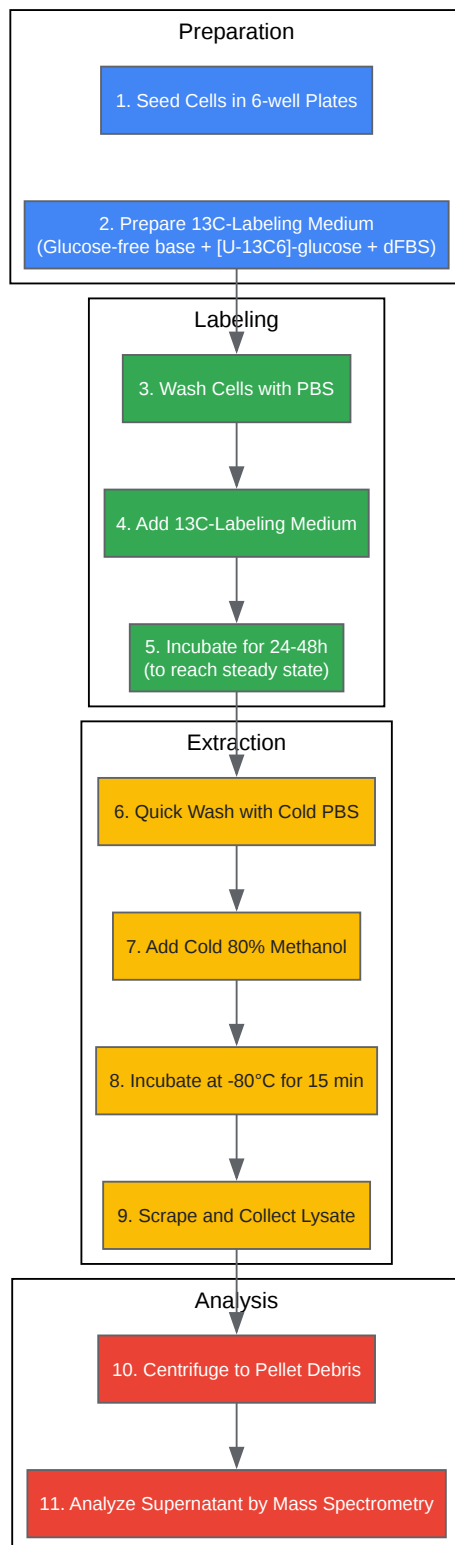 Preparation
1. Seed Cells in 6-well Plates
2. Prepare 13C-Labeling Medium
(Glucose-free base + [U-13C6]-glucose + dFBS)
Labeling
3. Wash Cells with PBS
4. Add 13C-Labeling Medium
5. Incubate for 24-48h
(to reach steady state)
Extraction
6. Quick Wash with Cold PBS
7. Add Cold 80% Methanol
8. Incubate at -80°C for 15 min
9. Scrape and Collect Lysate
Analysis
10. Centrifuge to Pellet Debris
11. Analyze Supernatant by Mass Spectrometry